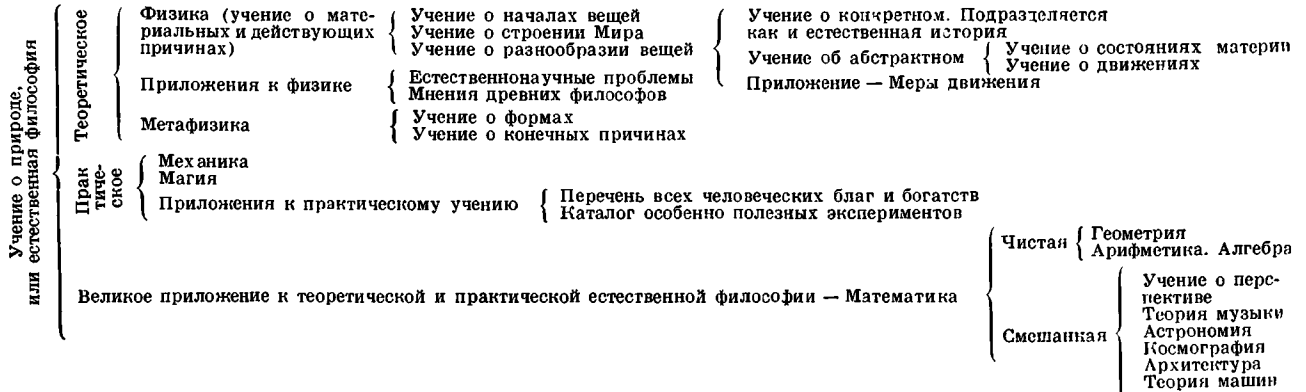 Учение о природе,
или естественная философия
Теоретическое
Физика (учение о мате-
риальных и действующих
причинах)
Учение о началах вещей
Учение о строении Мира
Учение о разнообразии вещей
Учение о конкретном. Подразделяется
как и естественная история
Учение об абстрактном
Учение о состояниях материи
Учение о движениях
Приложение — Меры движения
Приложения к физике
Естественнонаучные проблемы
Мнения древних философов
Метафизика
Учение о формах
Учение о конечных причинах
Прак
тиче-
ское
Механика
Магия
Приложения к практическому учению
Перечень всех человеческих благ и богатств
Каталог особенно полезных экспериментов
Великое приложение к теоретической и практической естественной философии — Математика
Чистая
Геометрия
Арифметика. Алгебра
Смешанная
Учение о перс-
пективе
Теория музыки
Астрономия
Космография
Архитектура
Теория машин